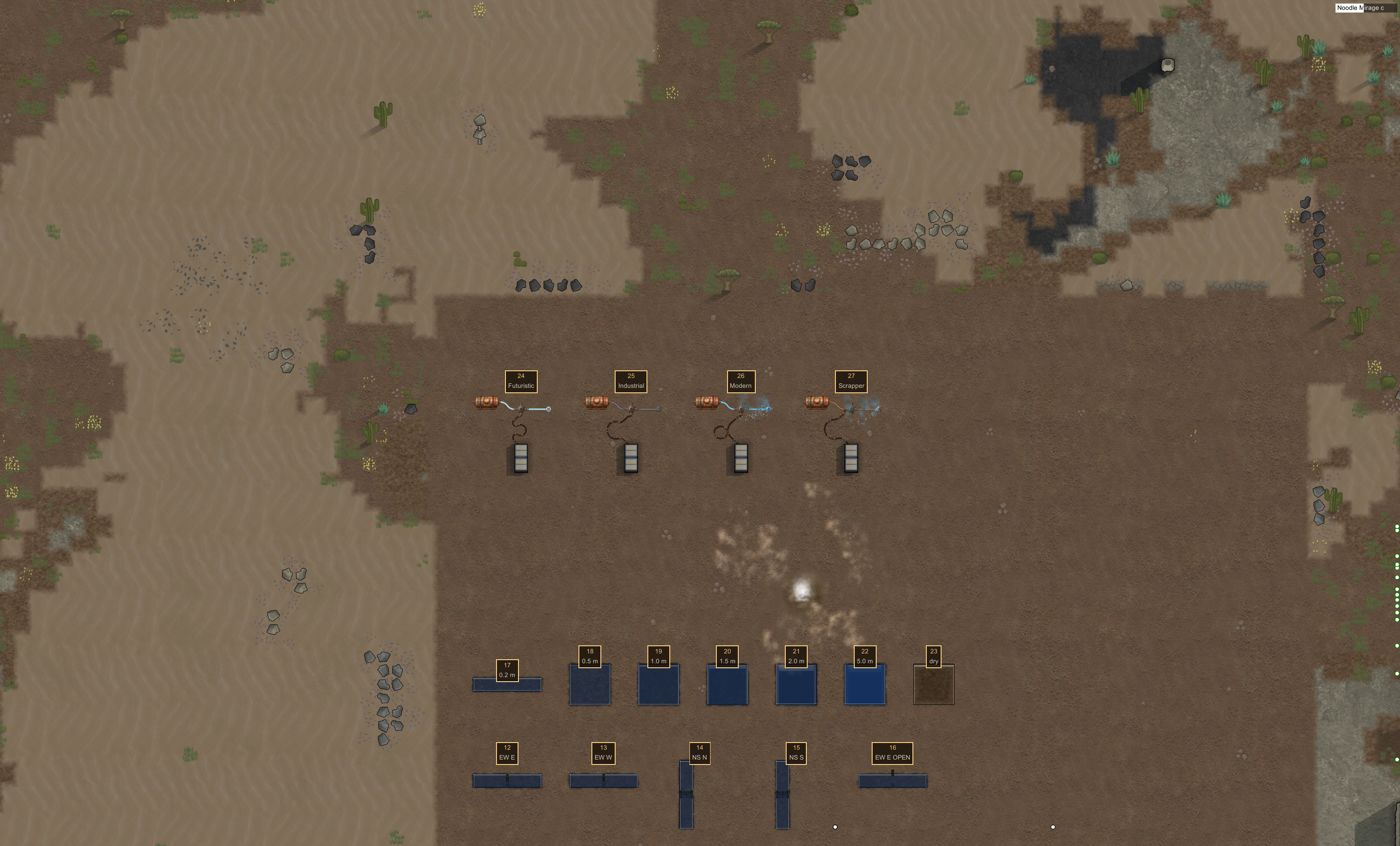 Noodle Mirage c
24
Futuristic
25
Industrial
26
Modern
27
Scrapper
17
0.2 m
18
0.5 m
19
1.0 m
20
1.5 m
21
2.0 m
22
5.0 m
23
dry
12
EW E
13
EW W
14
NS N
15
NS S
16
EW E OPEN